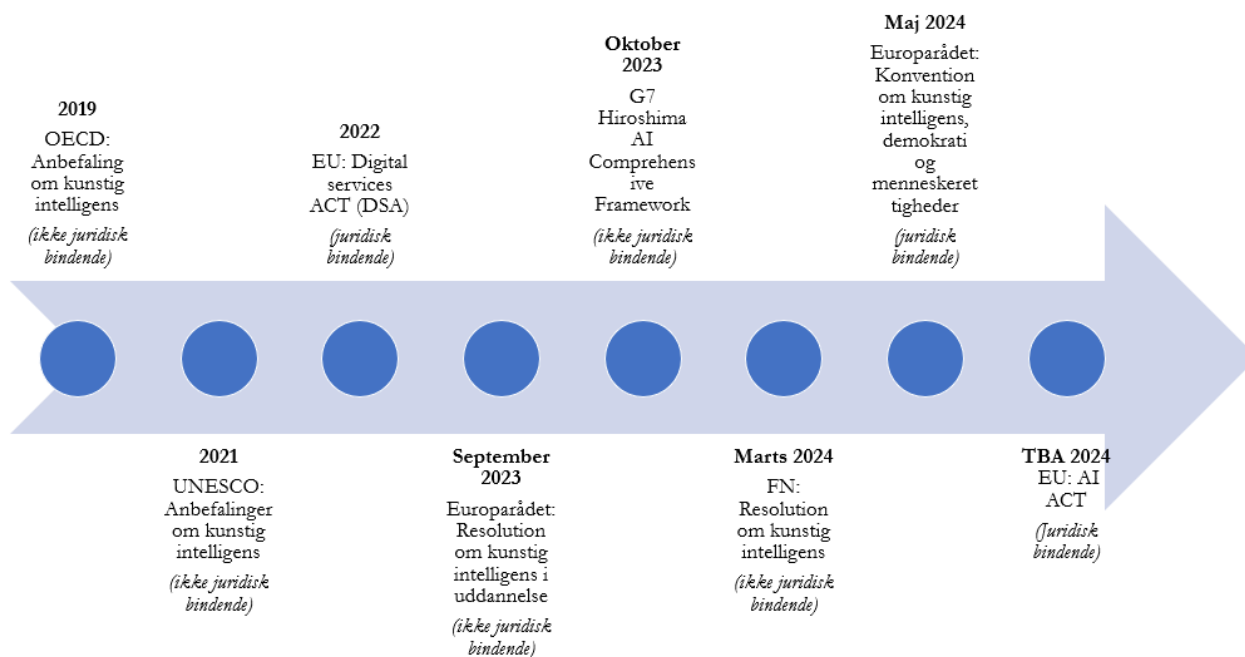 2019
OECD:
Anbefaling
om kunstig
intelligens
(ikke juridisk
bindende)
2021
UNESCO:
Anbefalinger
om kunstig
intelligens
(ikke juridisk
bindende)
2022
EU: Digital
services
ACT (DSA)
(juridisk
bindende)
September
2023
Europarådet:
Resolution
om kunstig
intelligens i
uddannelse
(ikke juridisk
bindende)
Oktober
2023
G7
Hiroshima
AI
Comprehens
ive
Framework
(ikke juridisk
bindende)
Marts 2024
FN:
Resolution
om kunstig
intelligens
(ikke juridisk
bindende)
Maj 2024
Europarådet:
Konvention
om kunstig
intelligens,
demokrati
og
menneskeret
tigheder
(juridisk
bindende)
TBA 2024
EU: AI
ACT
(Juridisk
bindende)